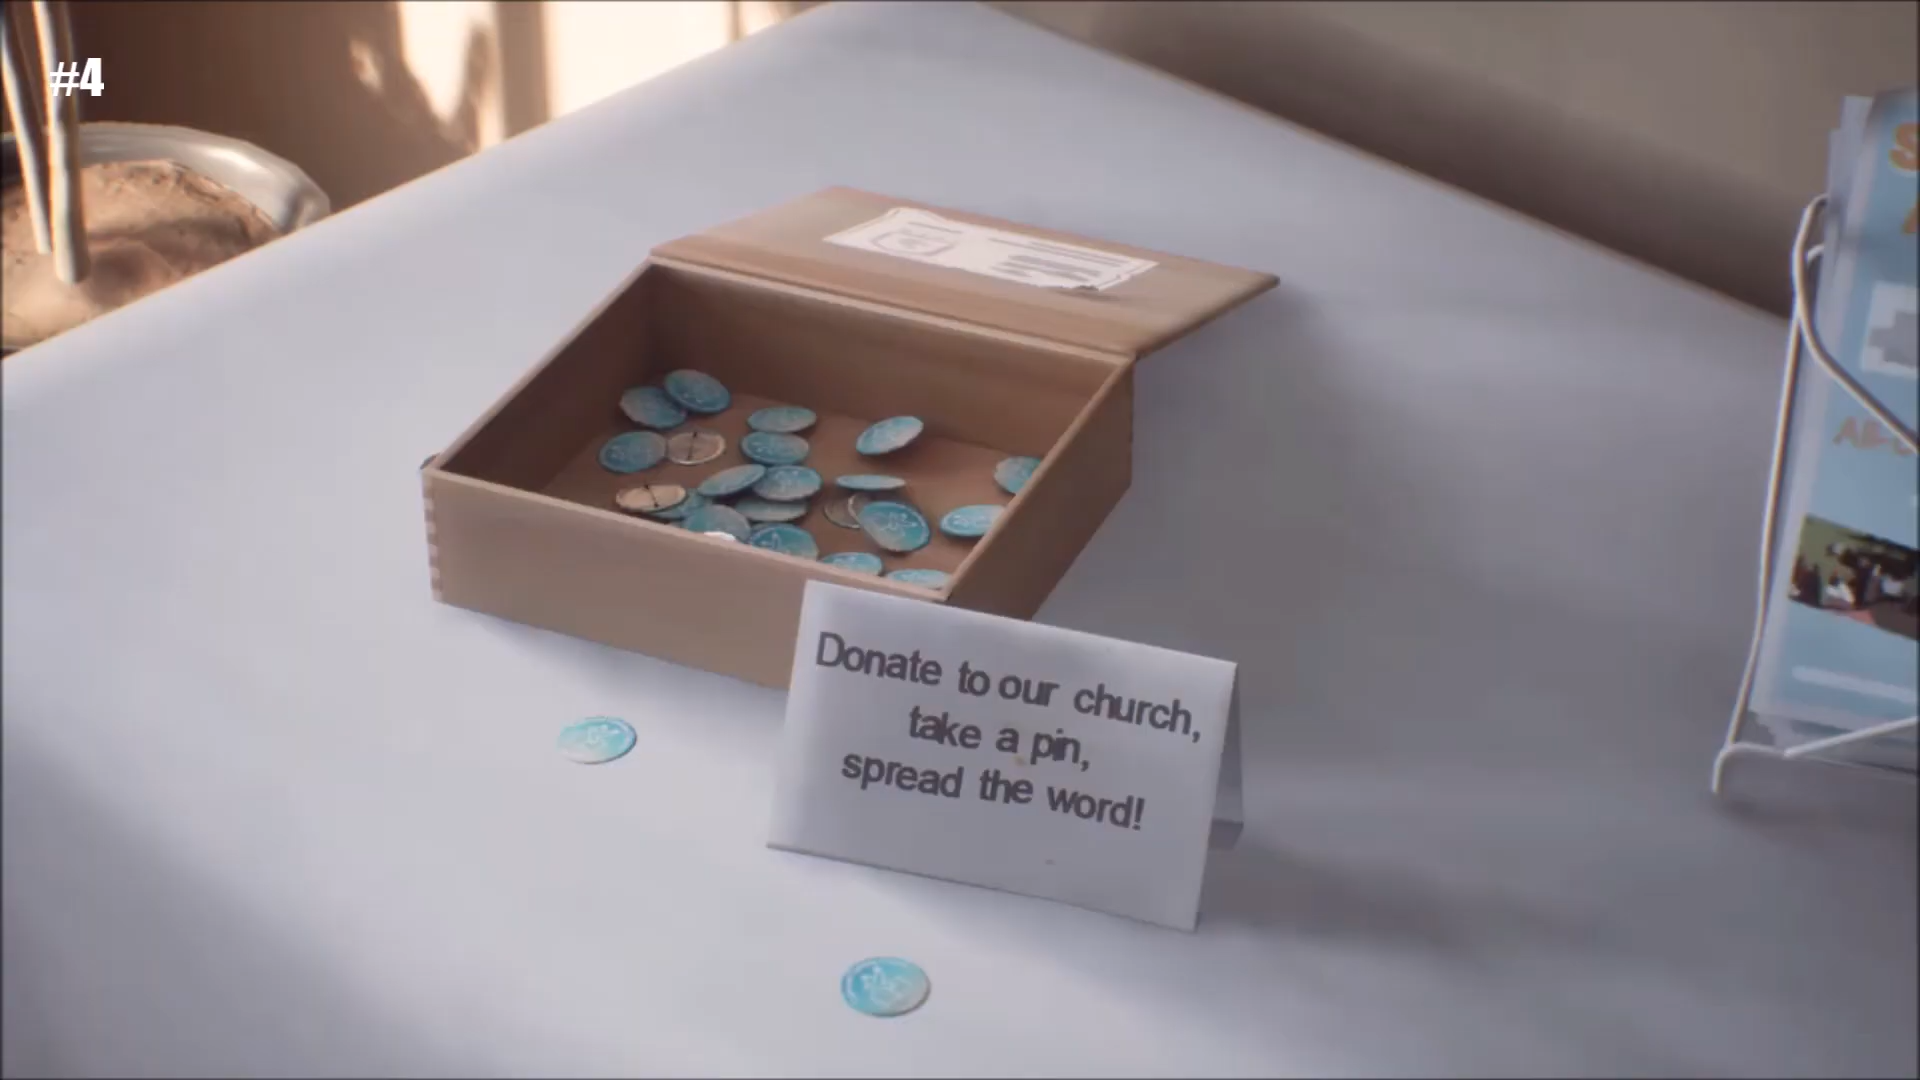 #4
Donate to our church,
take a pin,
spread the word!